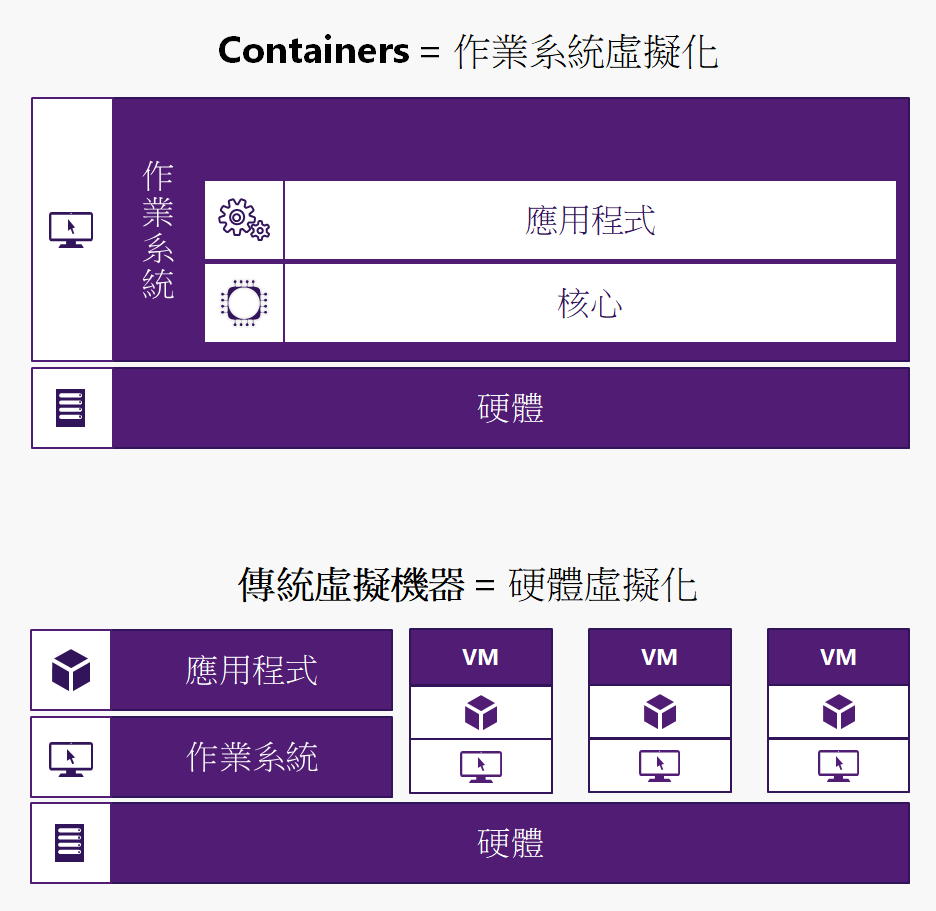 Containers = 作業系統虛擬化
作業系統
應用程式
核心
硬體
傳統虛擬機器 = 硬體虛擬化
應用程式
VM
VM
VM
作業系統
硬體